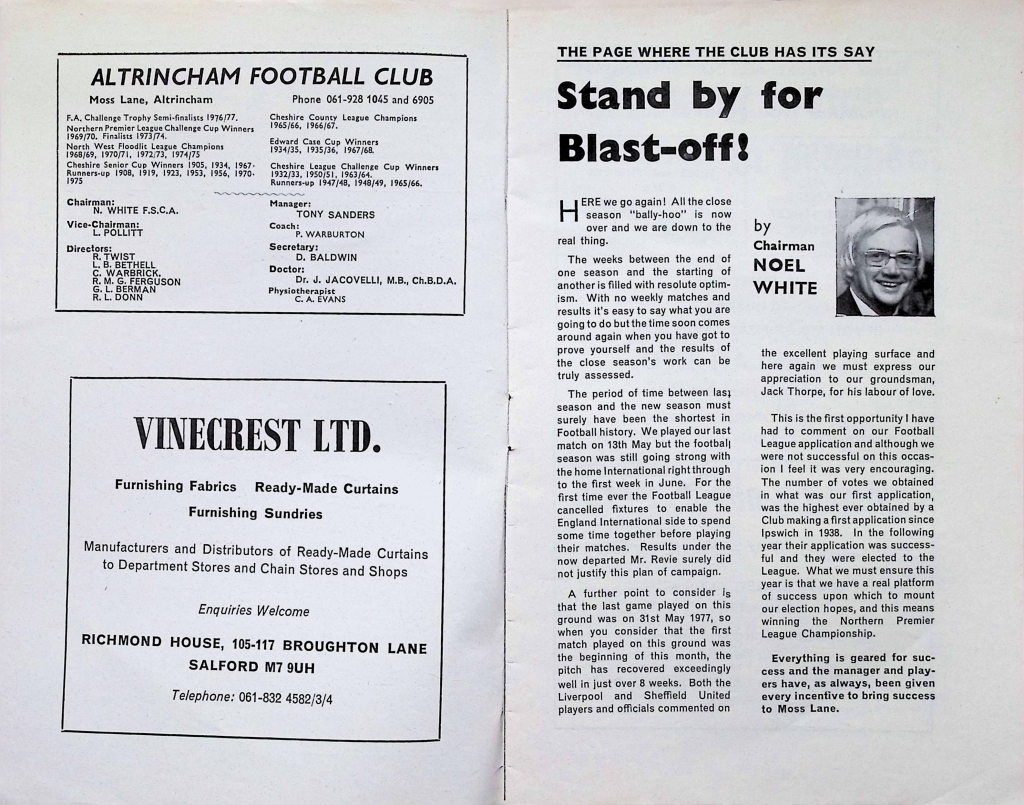 ALTRINCHAM FOOTBALL CLUB
Moss Lane, Altrincham Phone 061-928 1045 and 6905
F.A. Challenge Trophy Semi-finalists 1976/77.
Northern Premier League Challenge Cup Winners
1969/70. Finalists 1973/74.
North West Floodlit League Champions
1968/69, 1970/71, 1972/73, 1974/75
Cheshire Senior Cup Winners 1905, 1934, 1967.
Runners-up 1908, 1919, 1923, 1953, 1956, 1970-
1975
Cheshire County League Champions
1965/66, 1966/67.
Edward Case Cup Winners
1934/35, 1935/36, 1967/68.
Cheshire League Challenge Cup Winners
1932/33, 1950/51, 1963/64.
Runners-up 1947/48, 1948/49, 1965/66.
Chairman:
N. WHITE F.S.C.A.
Vice-Chairman:
L. POLLITT
Directors:
R. TWIST
L. B. BETHELL
C. WARBRICK.
R. M. G. FERGUSON
G. L. BERMAN
R. L. DONN
Manager:
TONY SANDERS
Coach:
P. WARBURTON
Secretary:
D. BALDWIN
Doctor:
Dr. J. JACOVELLI, M.B., Ch.B.D.A.
Physiotherapist
C. A. EVANS
VINECREST LTD.
Furnishing Fabrics Ready-Made Curtains
Furnishing Sundries
Manufacturers and Distributors of Ready-Made Curtains
to Department Stores and Chain Stores and Shops
Enquiries Welcome
RICHMOND HOUSE, 105-117 BROUGHTON LANE
SALFORD M7 9UH
Telephone: 061-832 4582/3/4
THE PAGE WHERE THE CLUB HAS ITS SAY
Stand by for
Blast-off!
HERE we go again! All the close
season "bally-hoo" is now
over and we are down to the
real thing.
The weeks between the end of
one season and the starting of
another is filled with resolute optim-
ism. With no weekly matches and
results it's easy to say what you are
going to do but the time soon comes
around again when you have got to
prove yourself and the results of
the close season's work can be
truly assessed.
The period of time between last
season and the new season must
surely have been the shortest in
Football history. We played our last
match on 13th May but the football
season was still going strong with
the home International right through
to the first week in June. For the
first time ever the Football League
cancelled fixtures to enable the
England International side to spend
some time together before playing
their matches. Results under the
now departed Mr. Revie surely did
not justify this plan of campaign.
A further point to consider is
that the last game played on this
ground was on 31st May 1977, so
when you consider that the first
match played on this ground was
the beginning of this month, the
pitch has recovered exceedingly
well in just over 8 weeks. Both the
Liverpool and Sheffield United
players and officials commented on
by
Chairman
NOEL
WHITE
the excellent playing surface and
here again we must express our
appreciation to our groundsman,
Jack Thorpe, for his labour of love.
This is the first opportunity I have
had to comment on our Football
League application and although we
were not successful on this occas-
ion I feel it was very encouraging.
The number of votes we obtained
in what was our first application,
was the highest ever obtained by a
Club making a first application since
Ipswich in 1938. In the following
year their application was success-
ful and they were elected to the
League. What we must ensure this
year is that we have a real platform
of success upon which to mount
our election hopes, and this means
winning the Northern Premier
League Championship.
Everything is geared for suc-
cess and the manager and play-
ers have, as always, been given
every incentive to bring success
to Moss Lane.